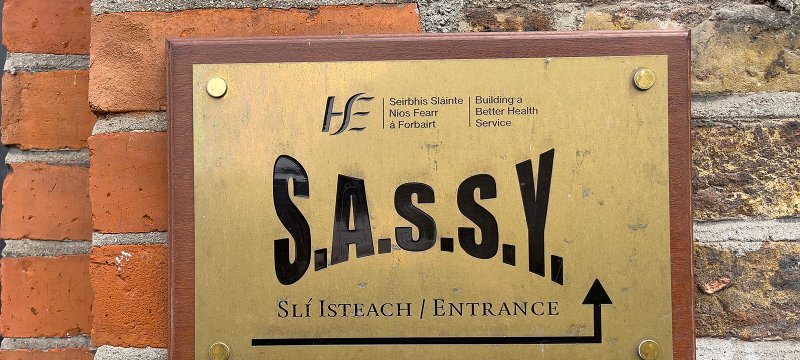 HSE
Seirbhís Sláinte
Níos Fearr
á Forbairt
Building a
Better Health
Service
S.A.S.S.Y.
Slí Isteach / Entrance